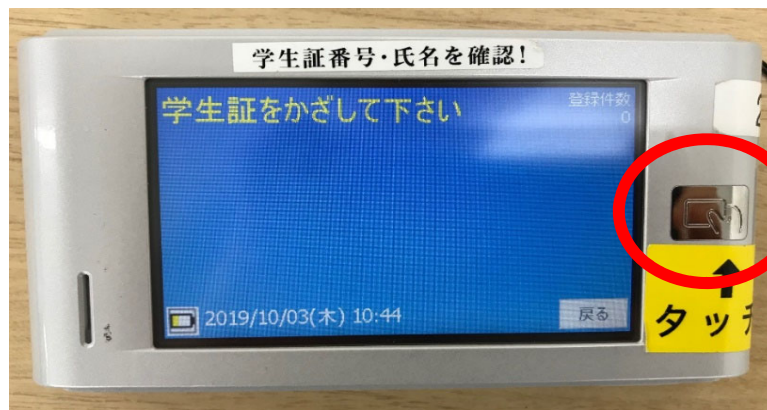 学生証番号・氏名を確認!
学生証をかざして下さい
登録件数
0
2
2019/10/03(木) 10:44
戻る
タッチ